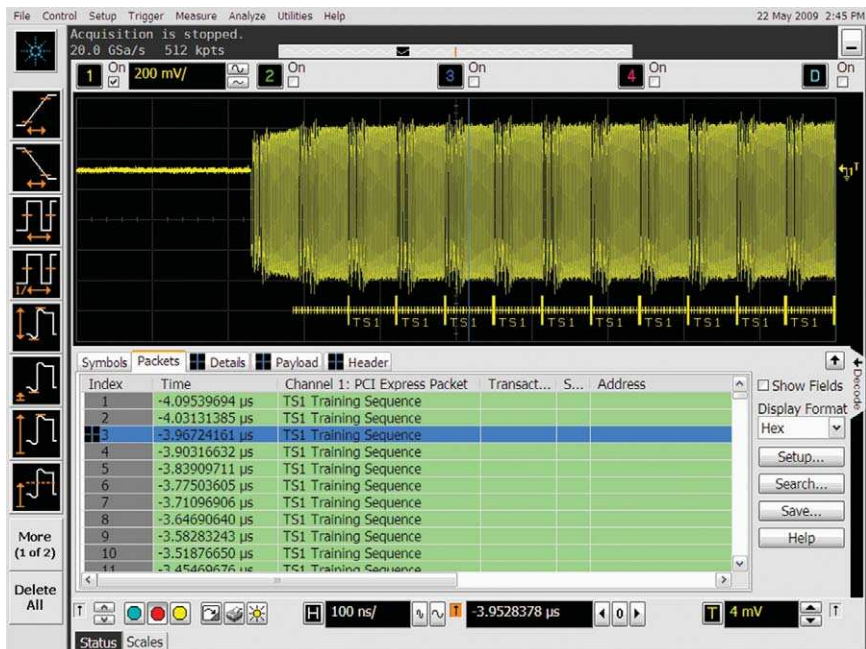 File Control Setup Trigger Measure Analyze Utilities Help 22 May 2009 2:45 PM
Acquisition is stopped.
20.0 GSa/s 512 kpts
1 On 200 mV/ 2 On 3 On 4 On D On
T
TS1 TS1 TS1 TS1 TS1 TS1 TS1 TS1 TS1 TS1
Symbols Packets Details Payload Header
Decode
Index Time Channel 1: PCI Express Packet Transact... S... Address
1 -4.09539694 µs TS1 Training Sequence
2 -4.03131385 µs TS1 Training Sequence
3 -3.96724161 µs TS1 Training Sequence
4 -3.90316632 µs TS1 Training Sequence
5 -3.83909711 µs TS1 Training Sequence
6 -3.77503605 µs TS1 Training Sequence
7 -3.71096906 µs TS1 Training Sequence
8 -3.64690640 µs TS1 Training Sequence
9 -3.58283243 µs TS1 Training Sequence
10 -3.51876650 µs TS1 Training Sequence
11 -3.45469676 µs TS1 Training Sequence
Show Fields
Display Format
Hex
Setup...
Search...
Save...
Help
1/
More
(1 of 2)
Delete
All
H 100 ns/ T -3.9528378 µs 0 T 4 mV
Status Scales